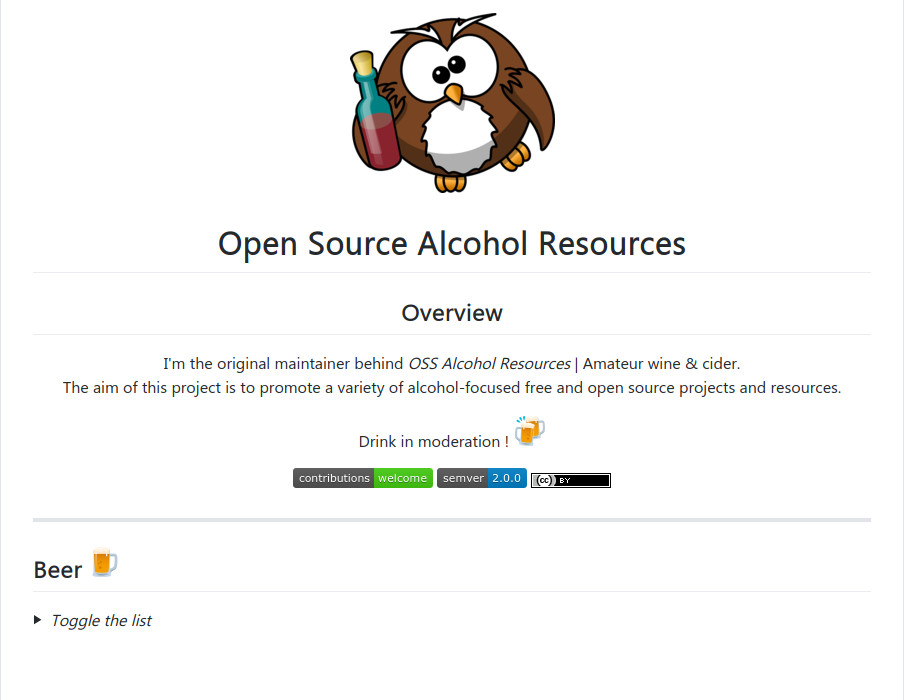 Open Source Alcohol Resources
Overview
I'm the original maintainer behind OSS Alcohol Resources | Amateur wine & cider.
The aim of this project is to promote a variety of alcohol-focused free and open source projects and resources.
Drink in moderation !
contributions welcome semver 2.0.0 cc BY
Beer
Toggle the list